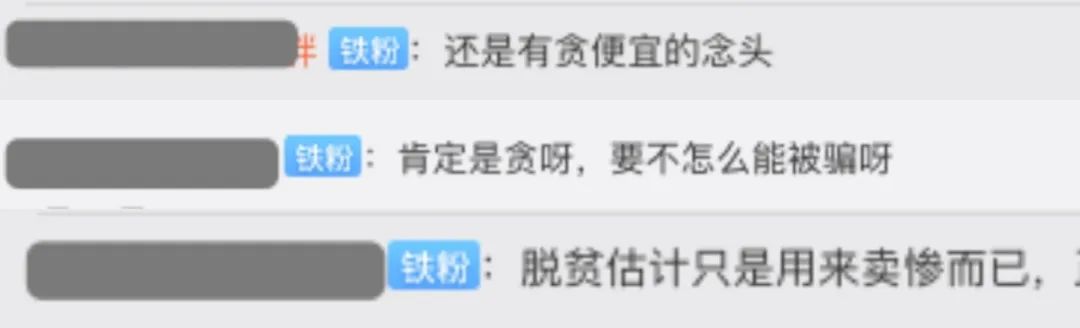 铁粉：还是有贪便宜的念头
铁粉：肯定是贪呀，要不怎么能被骗呀
铁粉：脱贫估计只是用来卖惨而已，